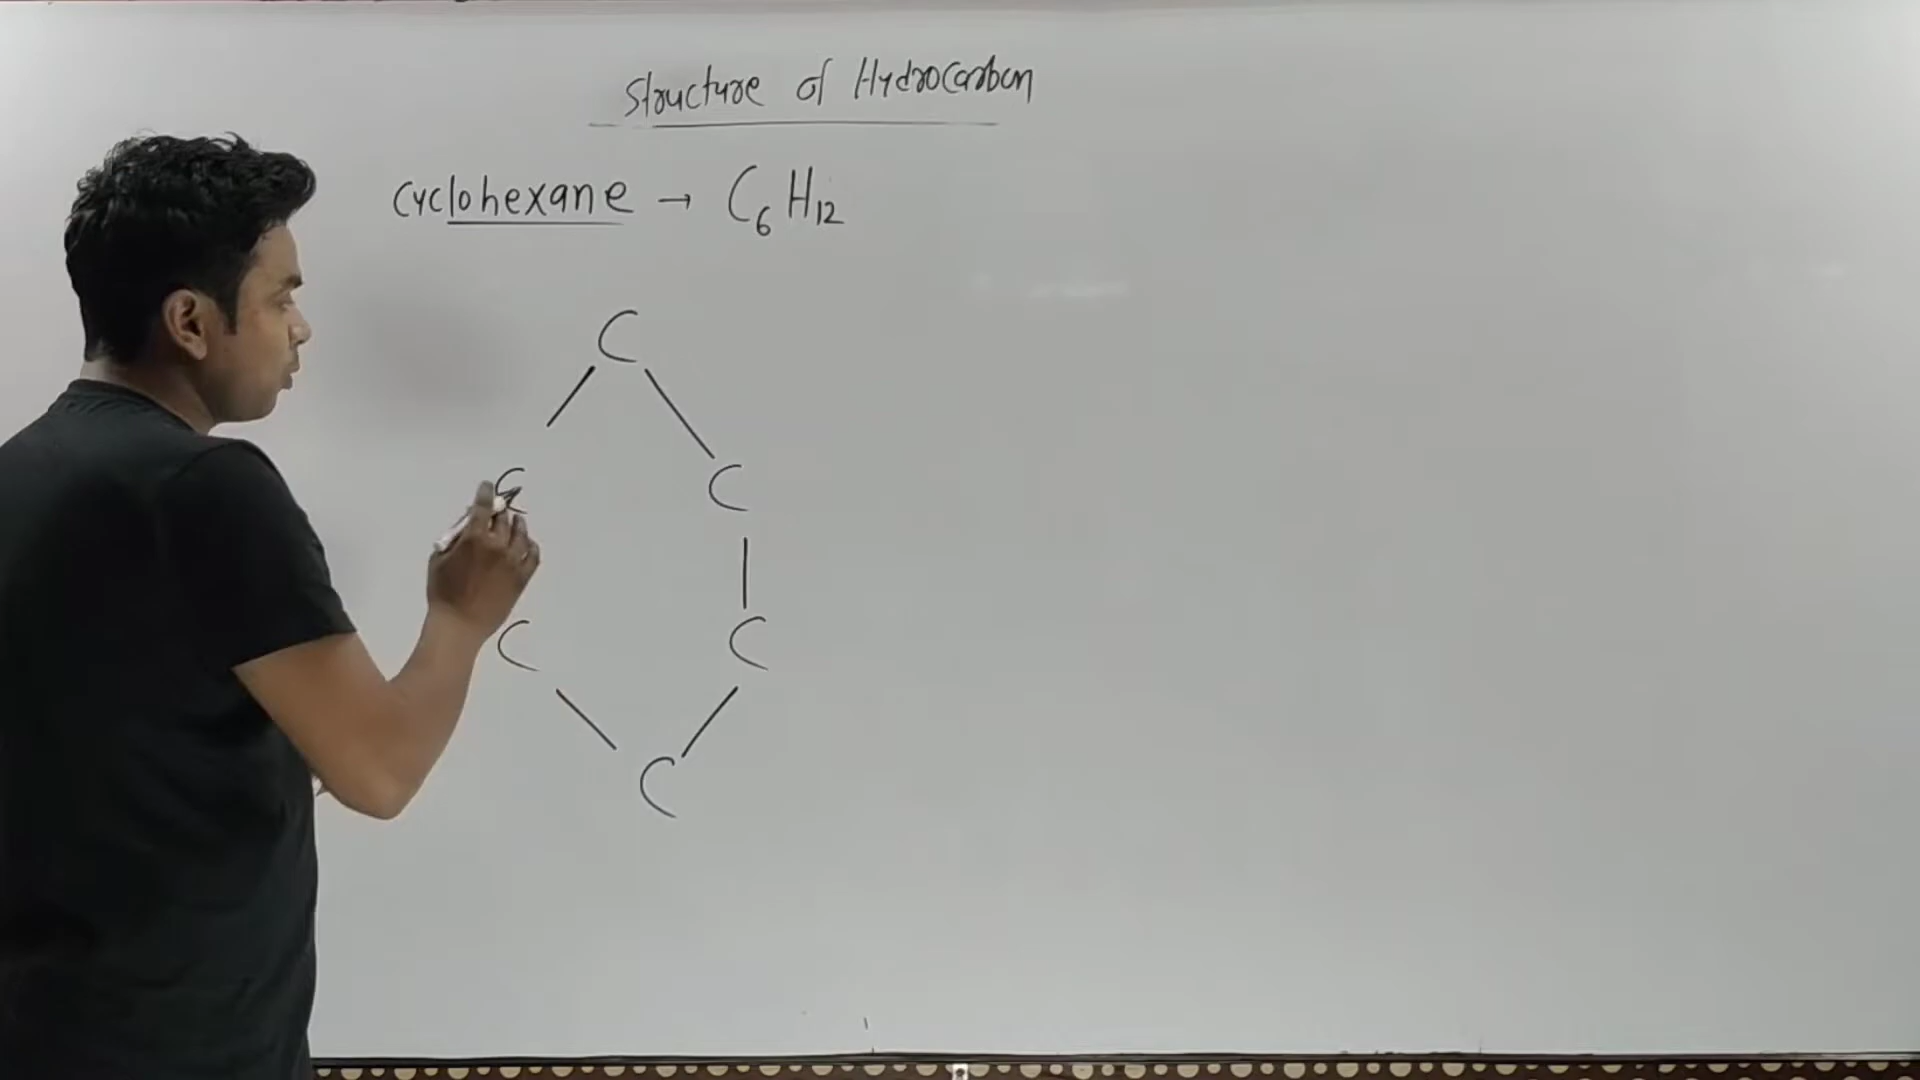 Structure of Hydrocarbon
Cyclohexane → C6H12
C
C C
C C
C